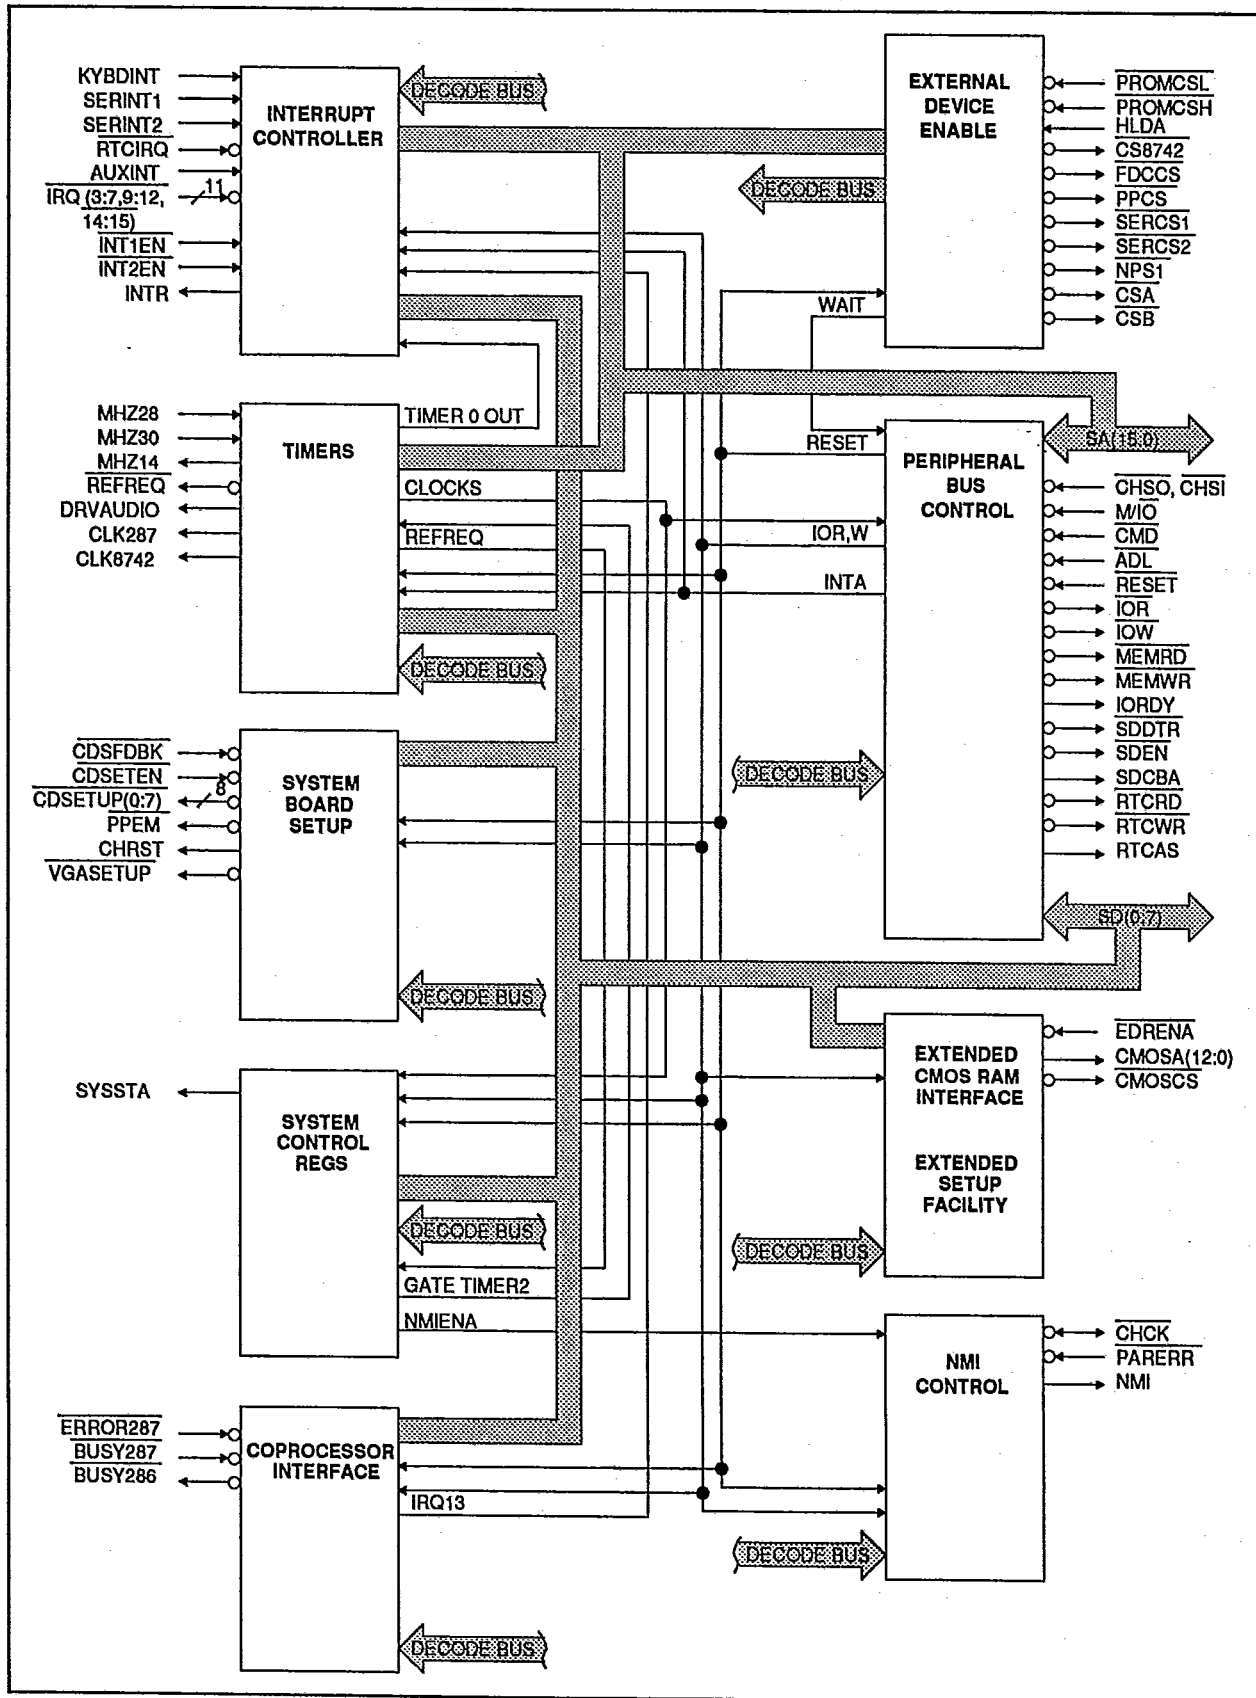 KYBDINT
SERINT1
SERINT2
RTCIRQ
AUXINT
IRQ (3:7,9:12,
14:15)
11
INT1EN
INT2EN
INTR
INTERRUPT
CONTROLLER
DECODE BUS
EXTERNAL
DEVICE
ENABLE
DECODE BUS
WAIT
PROMCSL
PROMCSH
HLDA
CS8742
FDCCS
PPCS
SERCS1
SERCS2
NPS1
CSA
CSB
MHZ28
MHZ30
MHZ14
REFREQ
DRVAUDIO
CLK287
CLK8742
TIMERS
TIMER 0 OUT
CLOCKS
REFREQ
DECODE BUS
RESET
IOR,W
INTA
PERIPHERAL
BUS
CONTROL
DECODE BUS
SA(15:0)
CHSO, CHSI
M/IO
CMD
ADL
RESET
IOR
IOW
MEMRD
MEMWR
IORDY
SDDTR
SDEN
SDCBA
RTCRD
RTCWR
RTCAS
SD(0:7)
CDSFDBK
CDSETEN
CDSETUP(0:7)
8
PPEM
CHRST
VGASETUP
SYSTEM
BOARD
SETUP
DECODE BUS
EXTENDED
CMOS RAM
INTERFACE
EXTENDED
SETUP
FACILITY
DECODE BUS
EDRENA
CMOSA(12:0)
CMOSCS
SYSSTA
SYSTEM
CONTROL
REGS
DECODE BUS
GATE TIMER2
NMIENA
NMI
CONTROL
DECODE BUS
CHCK
PARERR
NMI
ERROR287
BUSY287
BUSY286
COPROCESSOR
INTERFACE
IRQ13
DECODE BUS